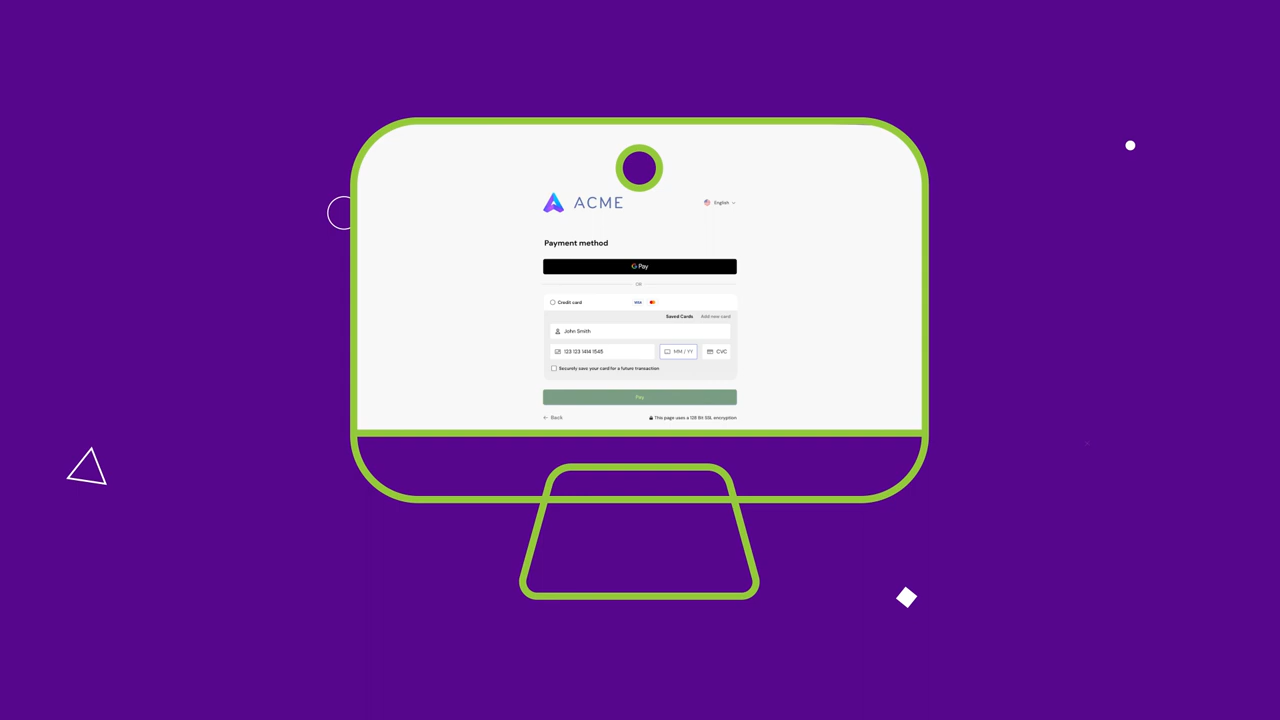 ACME
English
Payment method
G Pay
OR
Credit card VISA
Saved Cards Add new card
John Smith
123 123 1414 1545 MM / YY CVC
Securely save your card for a future transaction
Pay
Back This page uses a 128 Bit SSL encryption